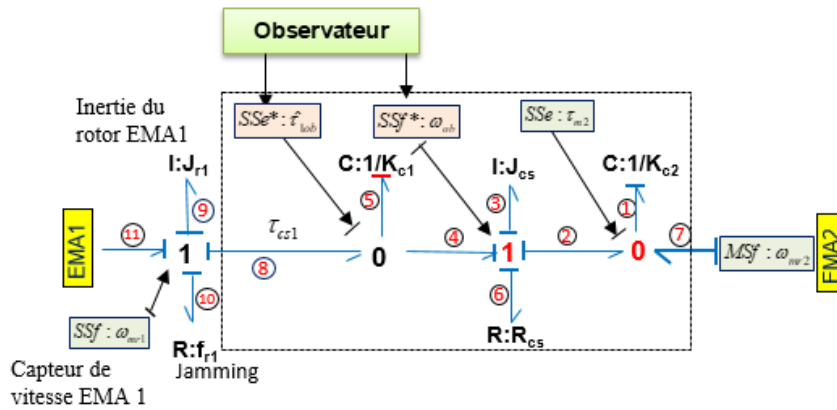 Observateur
Inertie du
rotor EMA1
SSe* : τ̂1ob
SSf* : ωob
SSe : τm2
I:Jr1
C:1/Kc1
I:Jcs
C:1/Kc2
9
5
3
1
EMA1
11
1
τcs1
8
0
4
1
2
0
7
MSf : ωmr2
EMA2
10
6
SSf : ωmr1
R:fr1
R:Rcs
Jamming
Capteur de
vitesse EMA 1